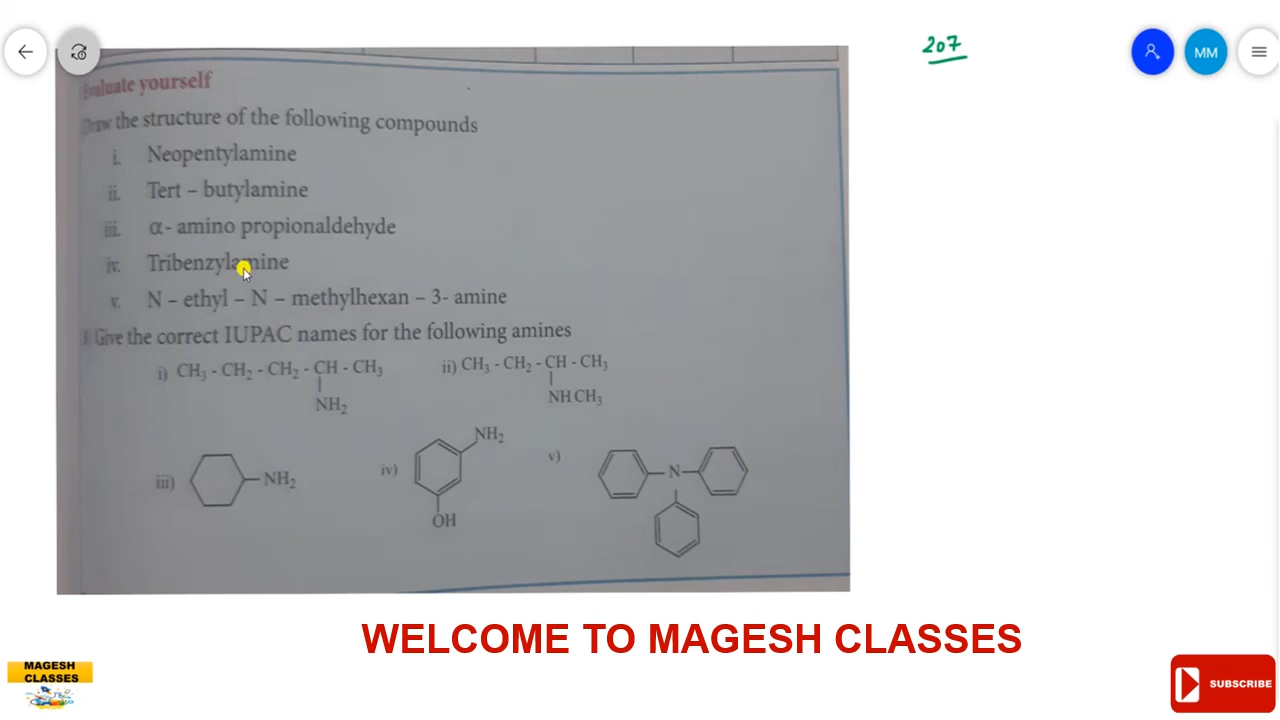 207
MM
Evaluate yourself
Draw the structure of the following compounds
i. Neopentylamine
ii. Tert – butylamine
iii. α- amino propionaldehyde
iv. Tribenzylamine
v. N – ethyl – N – methylhexan – 3- amine
Give the correct IUPAC names for the following amines
i) CH3 - CH2 - CH2 - CH - CH3 ii) CH3 - CH2 - CH - CH3
NH2 NH CH3
iii) NH2 iv) NH2 OH v) N
WELCOME TO MAGESH CLASSES
MAGESH
CLASSES
SUBSCRIBE